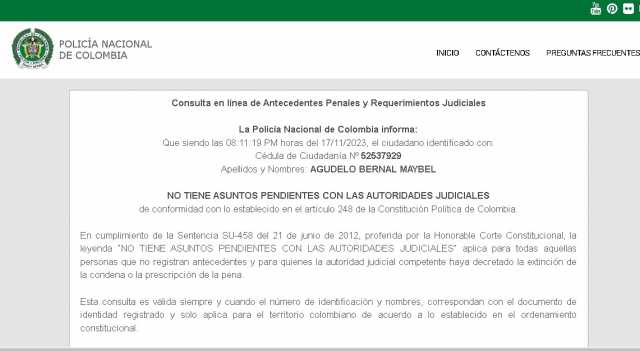 You Tube
POLICÍA NACIONAL
DE COLOMBIA
INICIO CONTÁCTENOS PREGUNTAS FRECUENTES
Consulta en línea de Antecedentes Penales y Requerimientos Judiciales
La Policía Nacional de Colombia informa:
Que siendo las 08:11:19 PM horas del 17/11/2023, el ciudadano identificado con:
Cédula de Ciudadanía Nº 52537929
Apellidos y Nombres: AGUDELO BERNAL MAYBEL
NO TIENE ASUNTOS PENDIENTES CON LAS AUTORIDADES JUDICIALES
de conformidad con lo establecido en el artículo 248 de la Constitución Política de Colombia.
En cumplimiento de la Sentencia SU-458 del 21 de junio de 2012, proferida por la Honorable Corte Constitucional, la
leyenda "NO TIENE ASUNTOS PENDIENTES CON LAS AUTORIDADES JUDICIALES" aplica para todas aquellas
personas que no registran antecedentes y para quienes la autoridad judicial competente haya decretado la extinción de
la condena o la prescripción de la pena.
Esta consulta es válida siempre y cuando el número de identificación y nombres, correspondan con el documento de
identidad registrado y solo aplica para el territorio colombiano de acuerdo a lo establecido en el ordenamiento
constitucional.